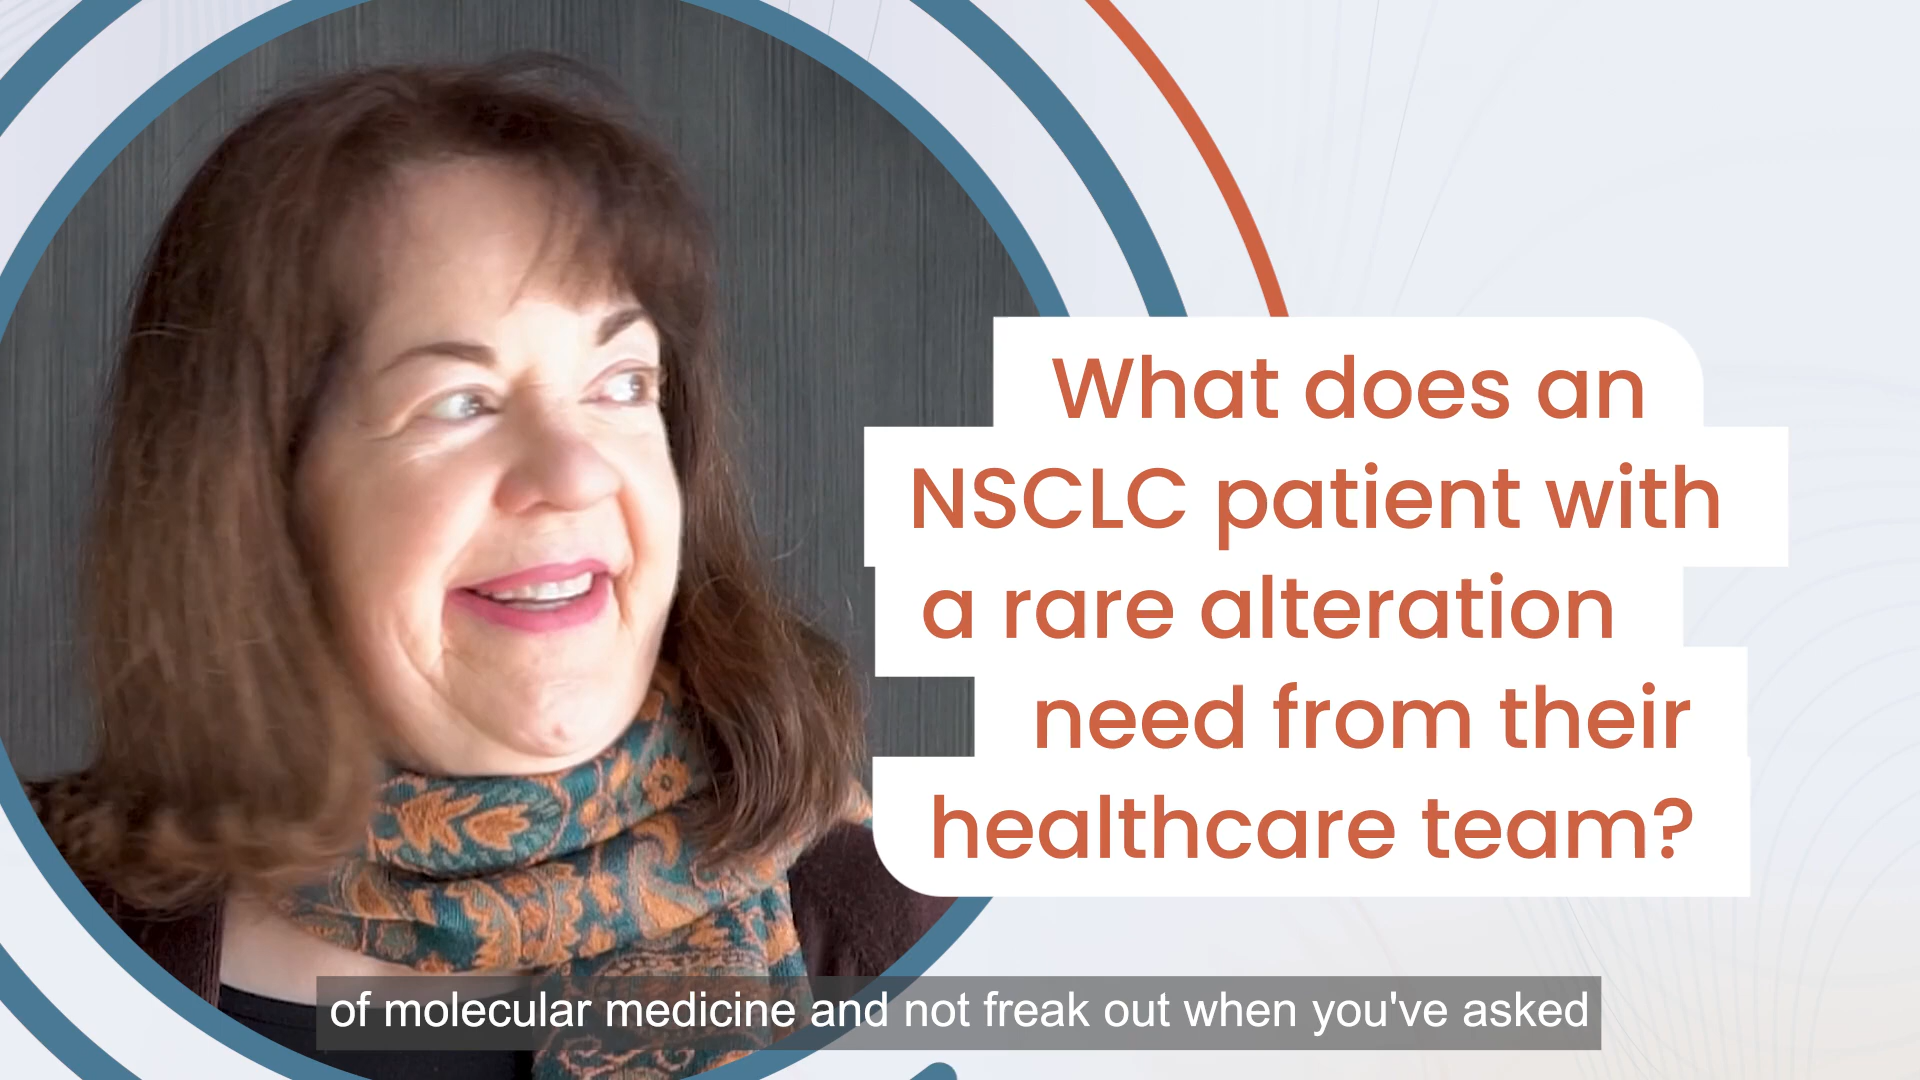 What does an
NSCLC patient with
a rare alteration
need from their
healthcare team?
of molecular medicine and not freak out when you've asked